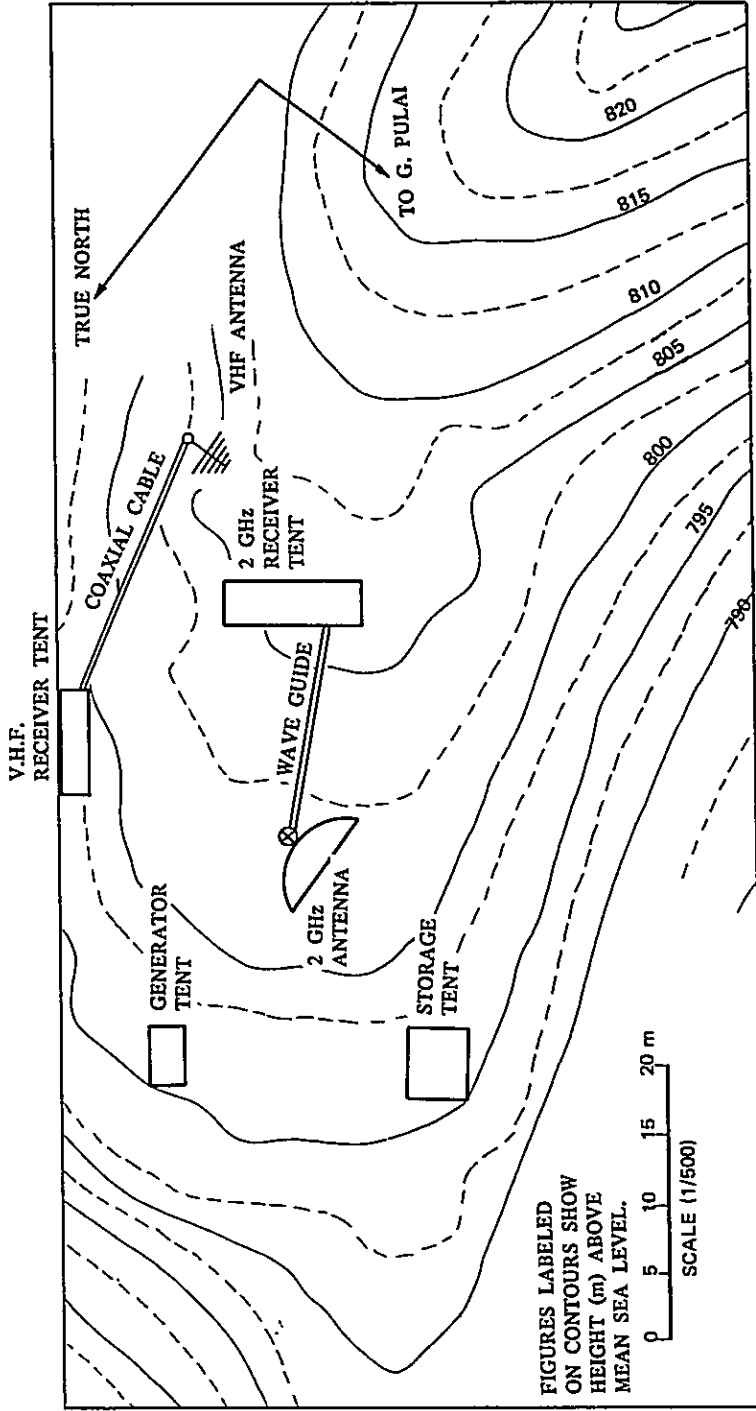 V.H.F.
RECEIVER TENT
TRUE NORTH
COAXIAL CABLE
VHF ANTENNA
TO G. PULAI
2 GHz
RECEIVER
TENT
WAVE GUIDE
GENERATOR
TENT
2 GHz
ANTENNA
STORAGE
TENT
820
815
810
805
800
795
790
FIGURES LABELED
ON CONTOURS SHOW
HEIGHT (m) ABOVE
MEAN SEA LEVEL.
0 5 10 15 20 m
SCALE (1/500)